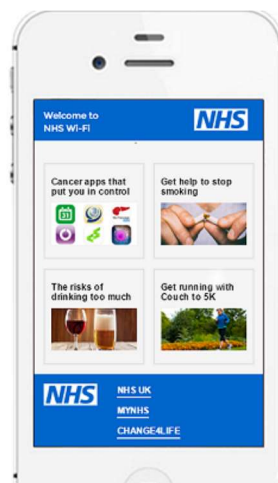 Welcome to
NHS Wi-Fi
NHS
Cancer apps that
put you in control
Get help to stop
smoking
31
The risks of
drinking too much
Get running with
Couch to 5K
NHS
NHS UK
MYNHS
CHANGE4LIFE